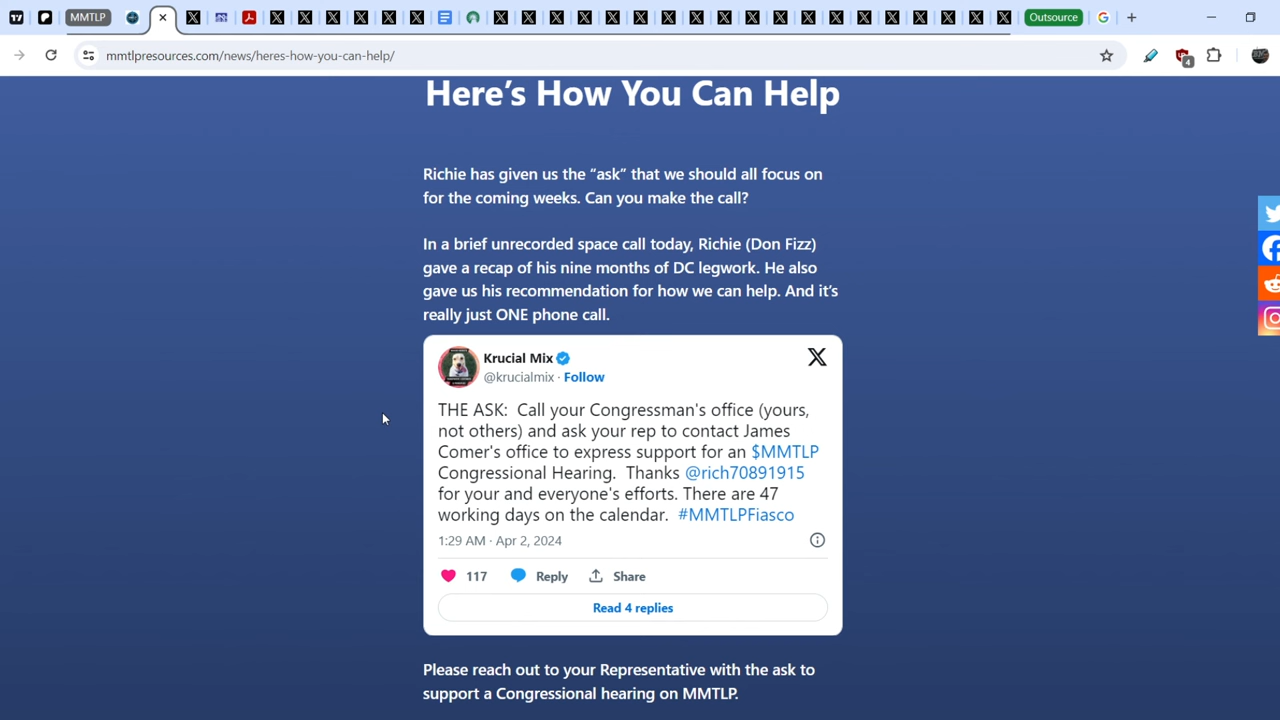 MMTLP
Outsource
mmtlpresources.com/news/heres-how-you-can-help/
4
Here’s How You Can Help
Richie has given us the “ask” that we should all focus on
for the coming weeks. Can you make the call?
In a brief unrecorded space call today, Richie (Don Fizz)
gave a recap of his nine months of DC legwork. He also
gave us his recommendation for how we can help. And it’s
really just ONE phone call.
Krucial Mix
@krucialmix · Follow
THE ASK: Call your Congressman's office (yours,
not others) and ask your rep to contact James
Comer's office to express support for an $MMTLP
Congressional Hearing. Thanks @rich70891915
for your and everyone's efforts. There are 47
working days on the calendar. #MMTLPFiasco
1:29 AM · Apr 2, 2024
117 Reply Share
Read 4 replies
Please reach out to your Representative with the ask to
support a Congressional hearing on MMTLP.